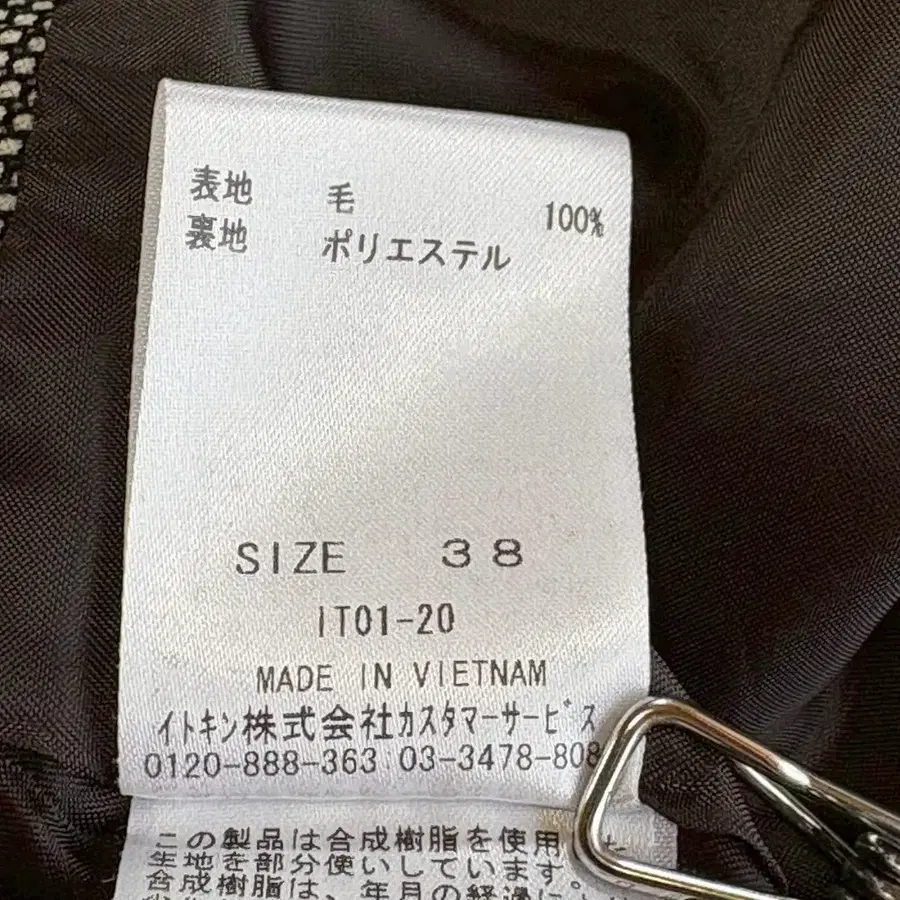 表地 毛 100%
裏地 ポリエステル
SIZE 38
IT01-20
MADE IN VIETNAM
イトキン株式会社カスタマーサービス
0120-888-363 03-3478-808
この製品は合成樹脂を使用した
生地を部分使いしています。
合成樹脂は、年月の経過に